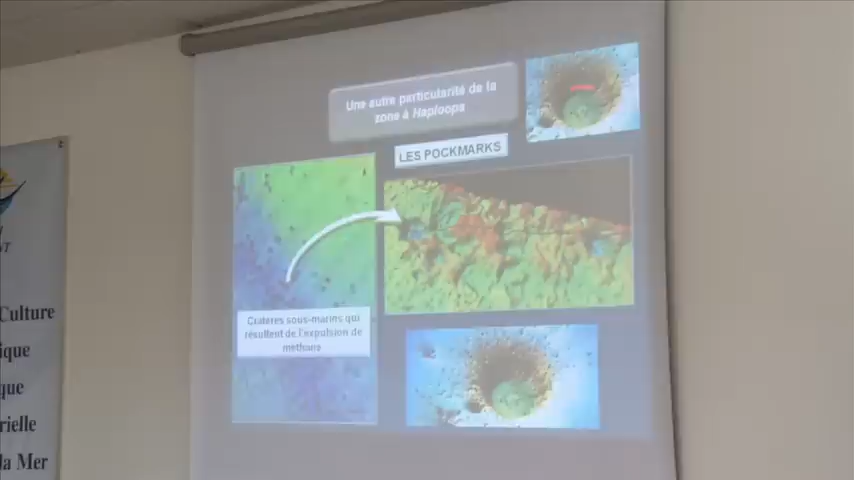 Une autre particularité de la
zone à Haploops
LES POCKMARKS
Cratères sous-marins qui
résultent de l'expulsion de
méthane
Culture
ique
que
rielle
la Mer